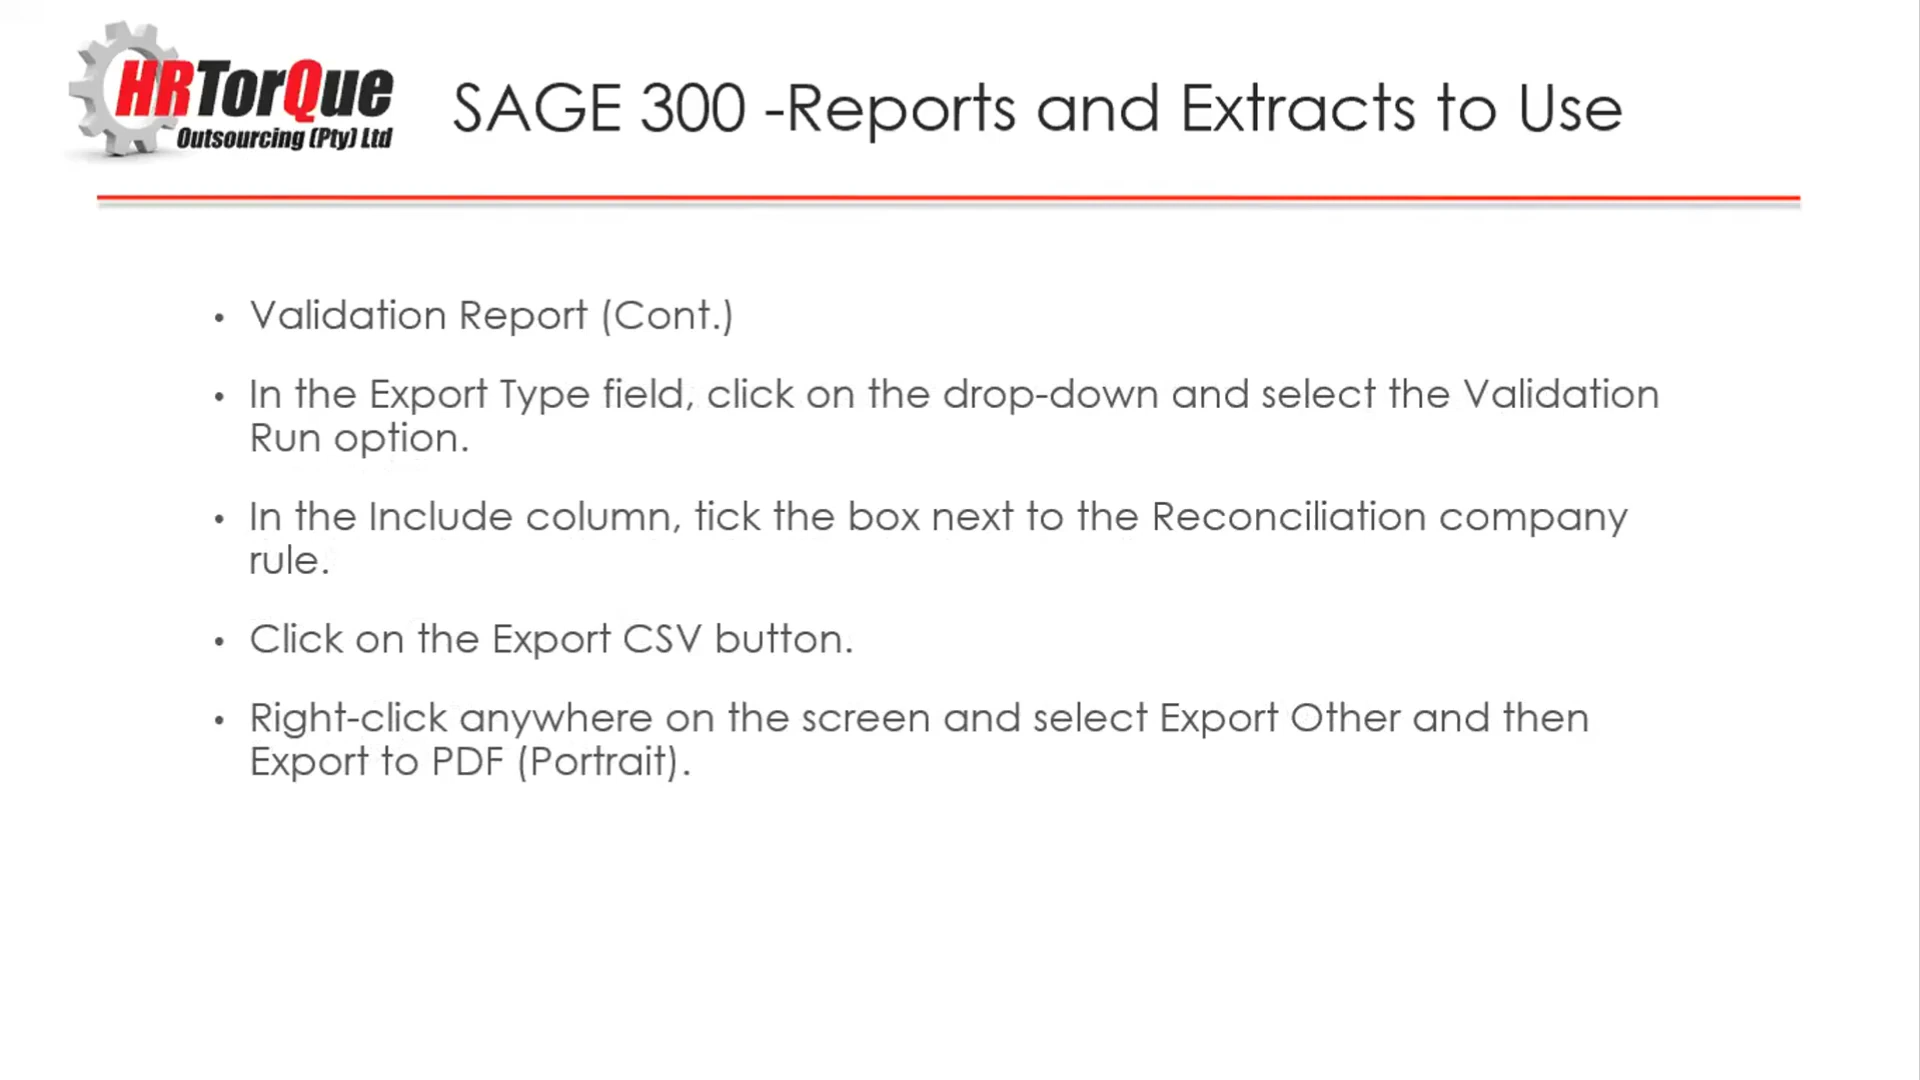 HRTorQue
Outsourcing (Pty) Ltd
SAGE 300 -Reports and Extracts to Use
• Validation Report (Cont.)
• In the Export Type field, click on the drop-down and select the Validation
Run option.
• In the Include column, tick the box next to the Reconciliation company
rule.
• Click on the Export CSV button.
• Right-click anywhere on the screen and select Export Other and then
Export to PDF (Portrait).